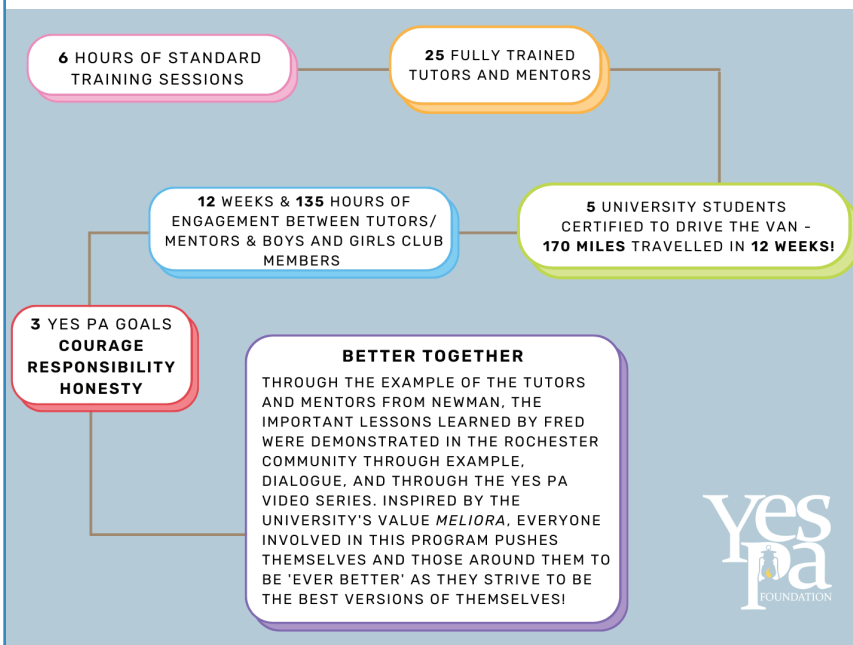 6 HOURS OF STANDARD
TRAINING SESSIONS
25 FULLY TRAINED
TUTORS AND MENTORS
5 UNIVERSITY STUDENTS
CERTIFIED TO DRIVE THE VAN -
170 MILES TRAVELLED IN 12 WEEKS!
12 WEEKS & 135 HOURS OF
ENGAGEMENT BETWEEN TUTORS/
MENTORS & BOYS AND GIRLS CLUB
MEMBERS
3 YES PA GOALS
COURAGE
RESPONSIBILITY
HONESTY
BETTER TOGETHER
THROUGH THE EXAMPLE OF THE TUTORS
AND MENTORS FROM NEWMAN, THE
IMPORTANT LESSONS LEARNED BY FRED
WERE DEMONSTRATED IN THE ROCHESTER
COMMUNITY THROUGH EXAMPLE,
DIALOGUE, AND THROUGH THE YES PA
VIDEO SERIES. INSPIRED BY THE
UNIVERSITY'S VALUE MELIORA, EVERYONE
INVOLVED IN THIS PROGRAM PUSHES
THEMSELVES AND THOSE AROUND THEM TO
BE 'EVER BETTER' AS THEY STRIVE TO BE
THE BEST VERSIONS OF THEMSELVES!
Yes
pa
FOUNDATION